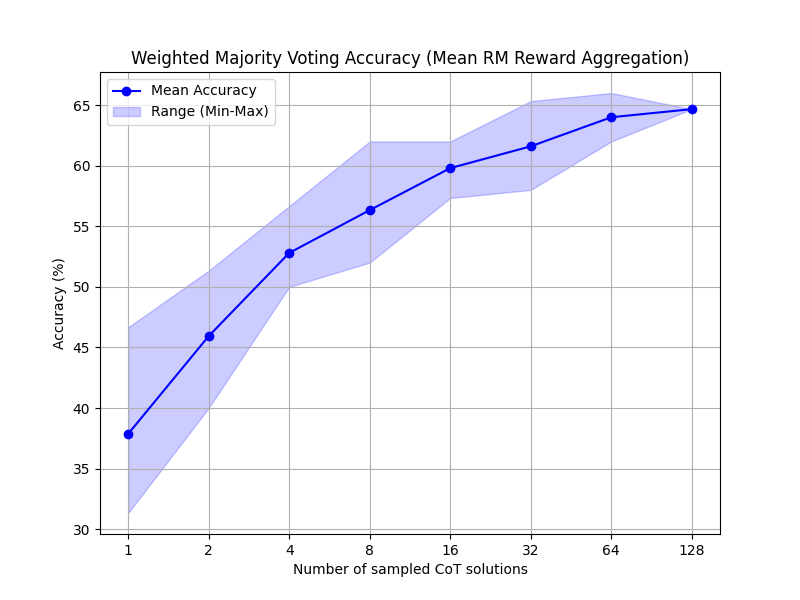 Weighted Majority Voting Accuracy (Mean RM Reward Aggregation)
Mean Accuracy
Range (Min-Max)
Accuracy (%)
65
60
55
50
45
40
35
30
1 2 4 8 16 32 64 128
Number of sampled CoT solutions